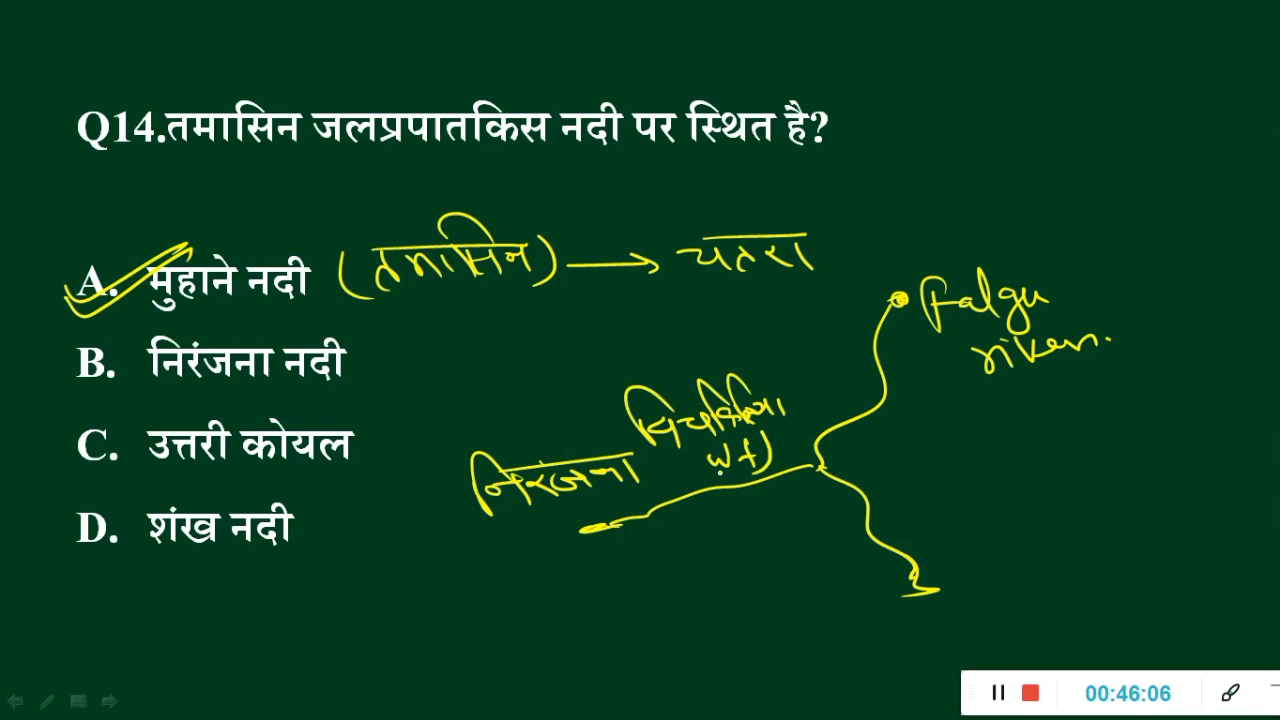 Q14.तमासिन जलप्रपातकिस नदी पर स्थित है?
A. मुहाने नदी (तमासिन) → चतरा
B. निरंजना नदी
C. उत्तरी कोयल
D. शंख नदी
Falgu
निरंजना
w.f)
00:46:06